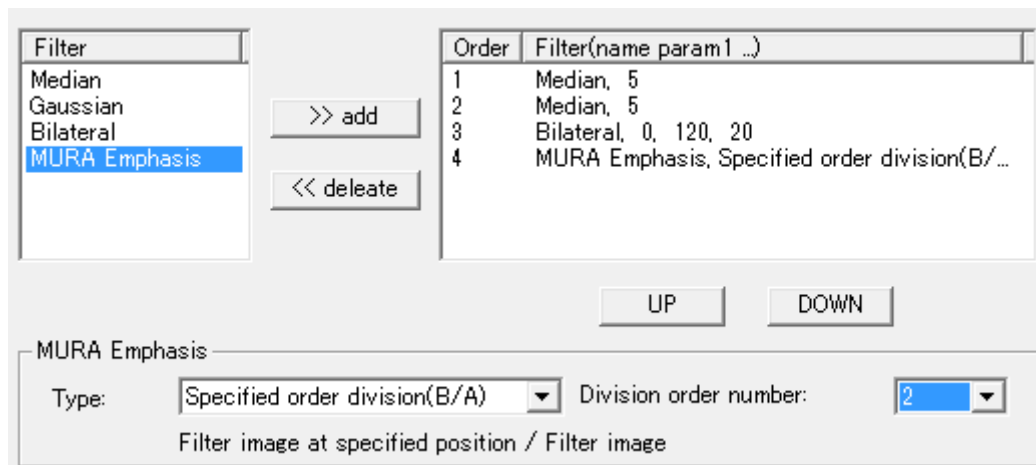 Filter
Median
Gaussian
Bilateral
MURA Emphasis
>> add
<< deleate
Order Filter(name param1 ...)
1 Median, 5
2 Median, 5
3 Bilateral, 0, 120, 20
4 MURA Emphasis, Specified order division(B/...
UP DOWN
MURA Emphasis
Type: Specified order division(B/A) Division order number: 2
Filter image at specified position / Filter image